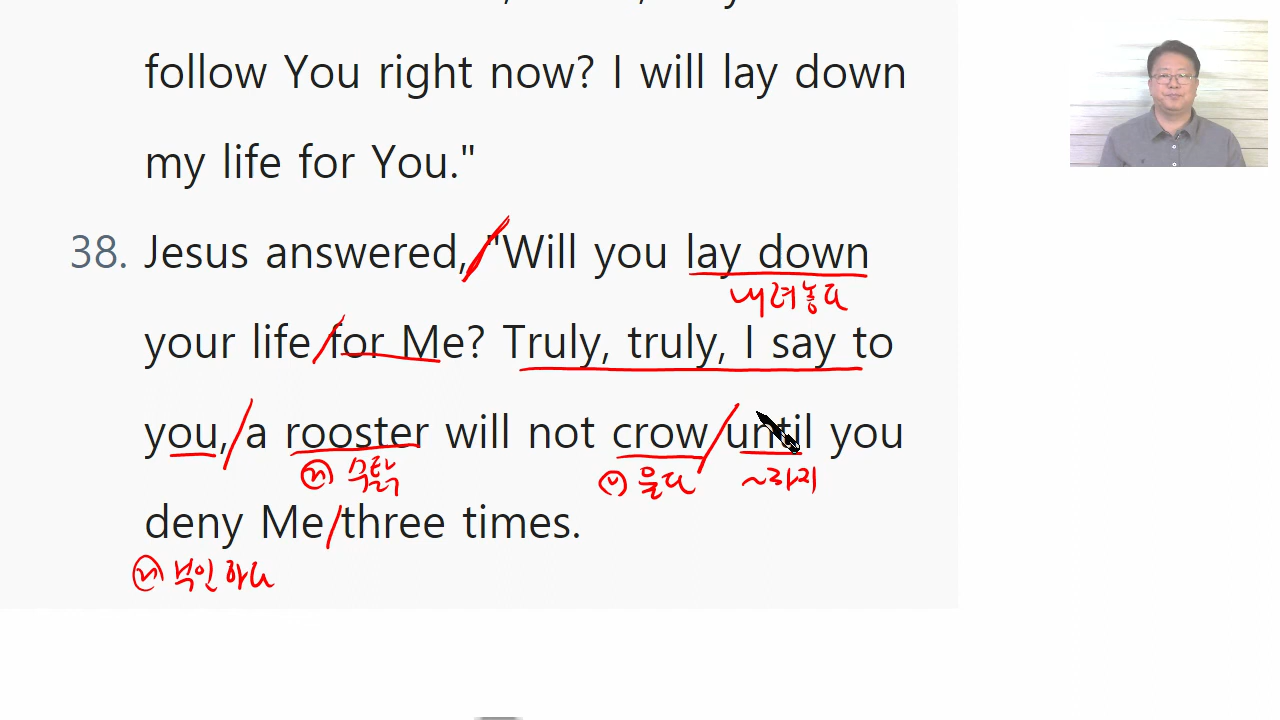 follow You right now? I will lay down
my life for You."
38. Jesus answered, "Will you lay down
내려놓다
your life for Me? Truly, truly, I say to
you, a rooster will not crow until you
ⓝ 수탉 ⓥ 울다 ~까지
deny Me three times.
부인하